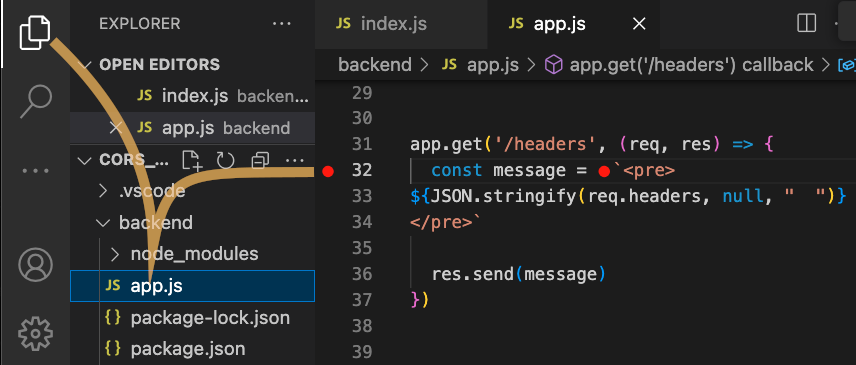 EXPLORER ···
OPEN EDITORS
JS index.js backen...
× JS app.js backend
CORS_... ···
> .vscode
backend
> node_modules
JS app.js
{} package-lock.json
{} package.json
JS index.js
JS app.js ×
backend > JS app.js > app.get('/headers') callback >
29
30
31 app.get('/headers', (req, res) => {
32 const message = `<pre>
33 ${JSON.stringify(req.headers, null, "  ")}
34 </pre>`
35
36 res.send(message)
37 })
38
39